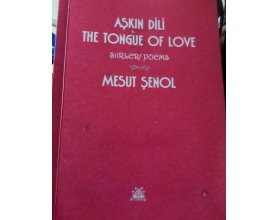 AŞKIN DİLİ
THE TONGUE OF LOVE
ŞİİRLER/POEMS
MESUT ŞENOL